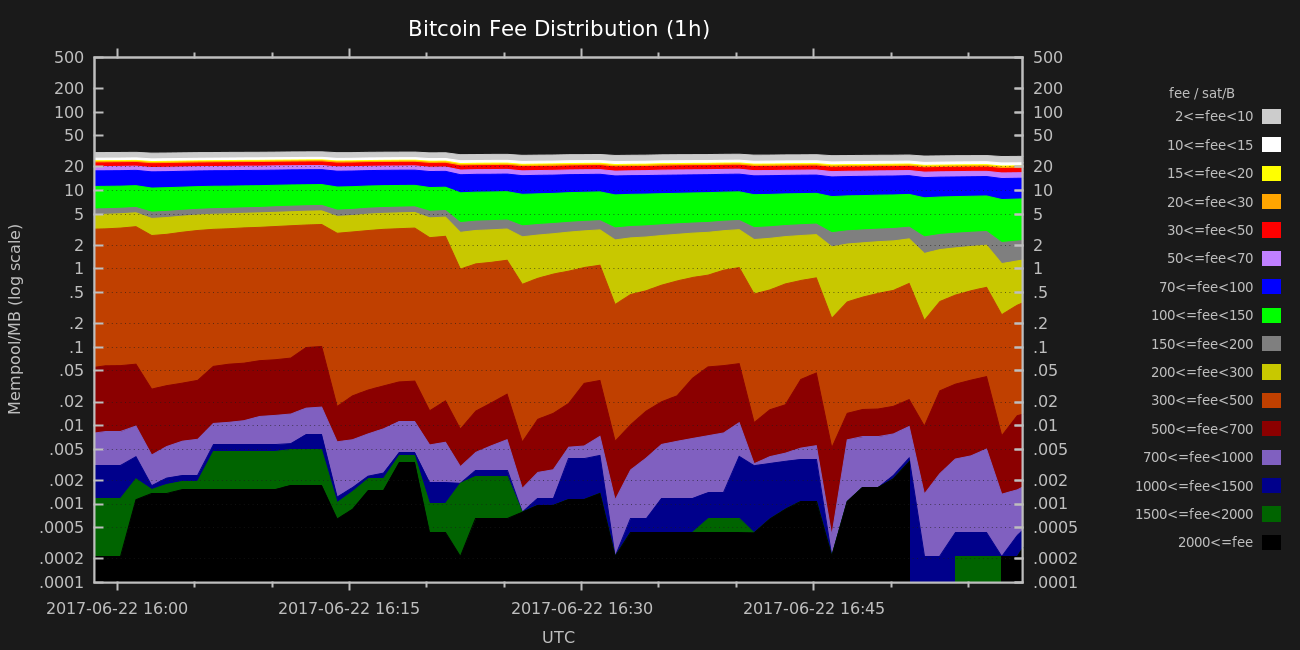 Bitcoin Fee Distribution (1h)
500
200
100
50
20
10
5
2
1
.5
.2
.1
.05
.02
.01
.005
.002
.001
.0005
.0002
.0001
Mempool/MB (log scale)
500
200
100
50
20
10
5
2
1
.5
.2
.1
.05
.02
.01
.005
.002
.001
.0005
.0002
.0001
2017-06-22 16:00
2017-06-22 16:15
2017-06-22 16:30
2017-06-22 16:45
UTC
fee / sat/B
2<=fee<10
10<=fee<15
15<=fee<20
20<=fee<30
30<=fee<50
50<=fee<70
70<=fee<100
100<=fee<150
150<=fee<200
200<=fee<300
300<=fee<500
500<=fee<700
700<=fee<1000
1000<=fee<1500
1500<=fee<2000
2000<=fee